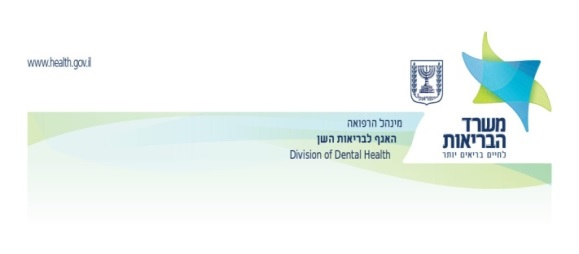 www.health.gov.il
מינהל הרפואה
האגף לבריאות השן
Division of Dental Health
משרד
הבריאות
לחיים בריאים יותר